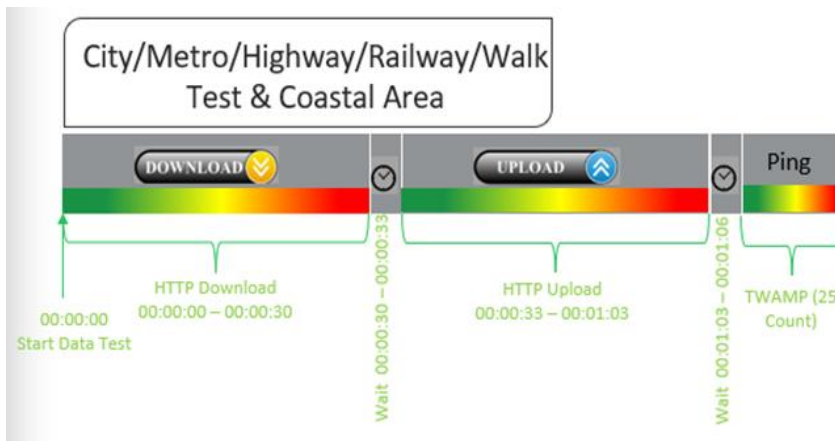 City/Metro/Highway/Railway/Walk
Test & Coastal Area
DOWNLOAD
UPLOAD
Ping
00:00:00
Start Data Test
HTTP Download
00:00:00 – 00:00:30
Wait 00:00:30 – 00:00:33
HTTP Upload
00:00:33 – 00:01:03
Wait 00:01:03 – 00:01:06
TWAMP (25
Count)